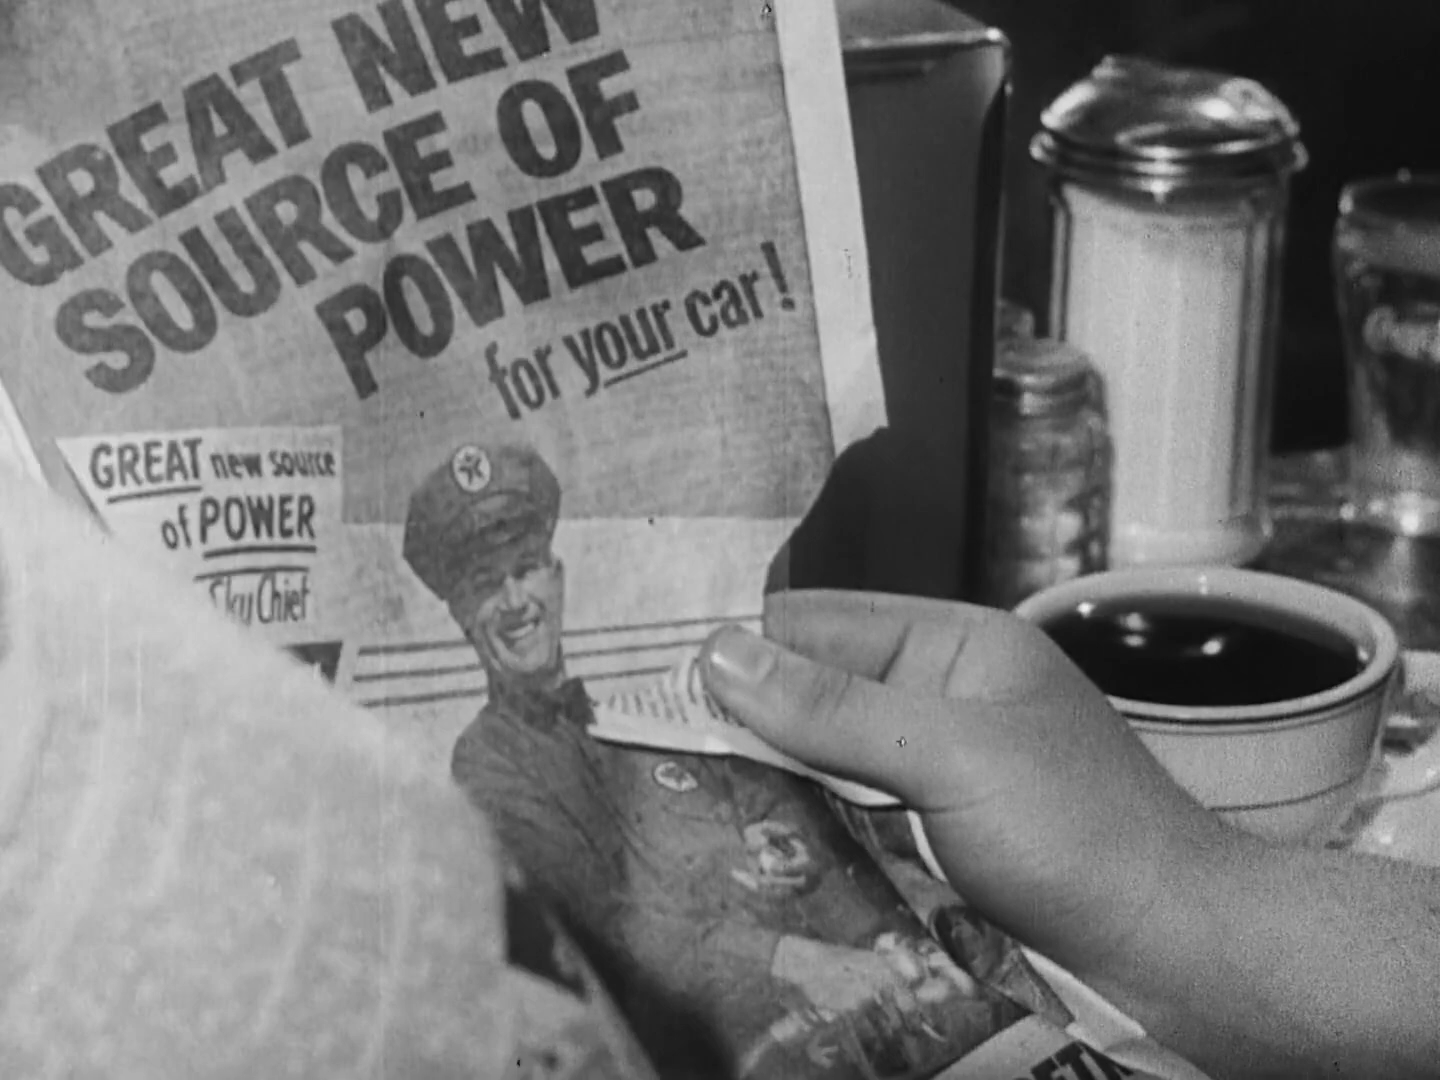 GREAT NEW
SOURCE OF
POWER
for your car!
GREAT new source
of POWER
Sky Chief